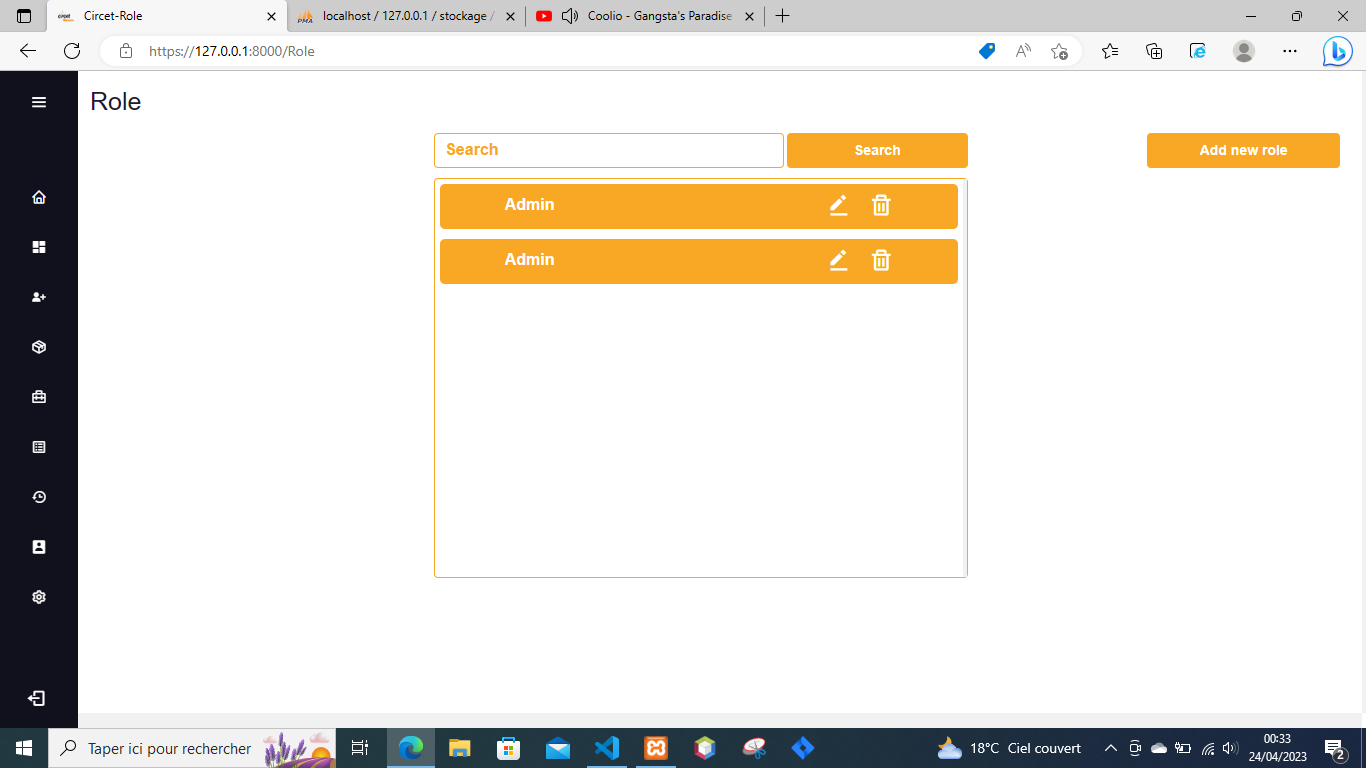 Circet-Role
localhost / 127.0.0.1 / stockage /
Coolio - Gangsta's Paradise
https://127.0.0.1:8000/Role
Role
Search
Search
Add new role
Admin
Admin
Taper ici pour rechercher
18°C Ciel couvert
00:33
24/04/2023
2